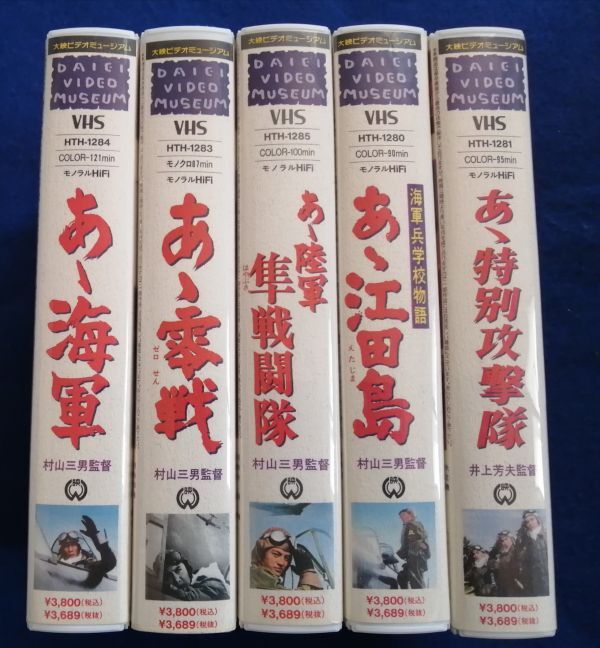 大映ビデオミュージアム
DAIEI
VIDEO
MUSEUM
VHS
HTH-1284
COLOR-121min
モノラルHiFi
あゝ海軍
村山三男監督
¥3,800(税込)
¥3,689(税抜)
大映ビデオミュージアム
DAIEI
VIDEO
MUSEUM
VHS
HTH-1283
モノクロ87min
モノラルHiFi
あゝ零戦
ゼロせん
村山三男監督
¥3,800(税込)
¥3,689(税抜)
大映ビデオミュージアム
DAIEI
VIDEO
MUSEUM
VHS
HTH-1285
COLOR-100min
モノラルHiFi
あゝ陸軍
隼戦闘隊
はやぶさ
村山三男監督
¥3,800(税込)
¥3,689(税抜)
大映ビデオミュージアム
DAIEI
VIDEO
MUSEUM
VHS
HTH-1280
COLOR-90min
モノラルHiFi
海軍兵学校物語
あゝ江田島
えたじま
村山三男監督
¥3,800(税込)
¥3,689(税抜)
大映ビデオミュージアム
DAIEI
VIDEO
MUSEUM
VHS
HTH-1281
COLOR-95min
モノラルHiFi
あゝ特別攻撃隊
井上芳夫監督
¥3,800(税込)
¥3,689(税抜)